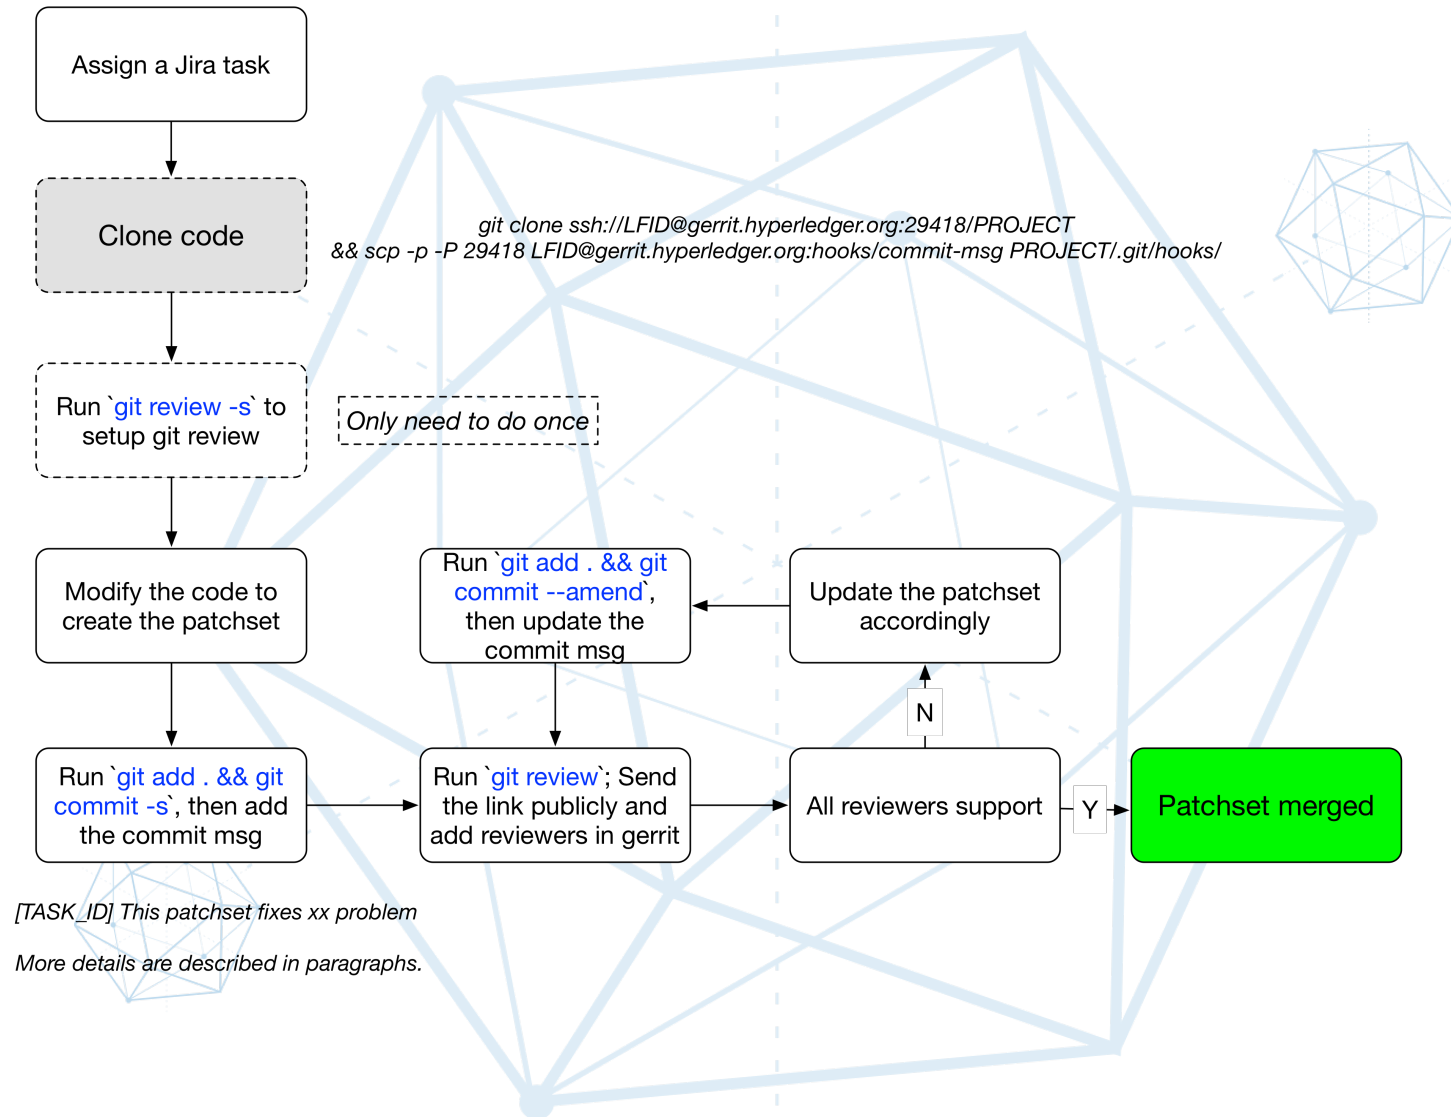 Assign a Jira task
Clone code
git clone ssh://LFID@gerrit.hyperledger.org:29418/PROJECT
&& scp -p -P 29418 LFID@gerrit.hyperledger.org:hooks/commit-msg PROJECT/.git/hooks/
Run `git review -s` to
setup git review
Only need to do once
Modify the code to
create the patchset
Run `git add . && git
commit --amend`,
then update the
commit msg
Update the patchset
accordingly
N
Run `git add . && git
commit -s`, then add
the commit msg
Run `git review`; Send
the link publicly and
add reviewers in gerrit
All reviewers support
Y
Patchset merged
[TASK_ID] This patchset fixes xx problem
More details are described in paragraphs.